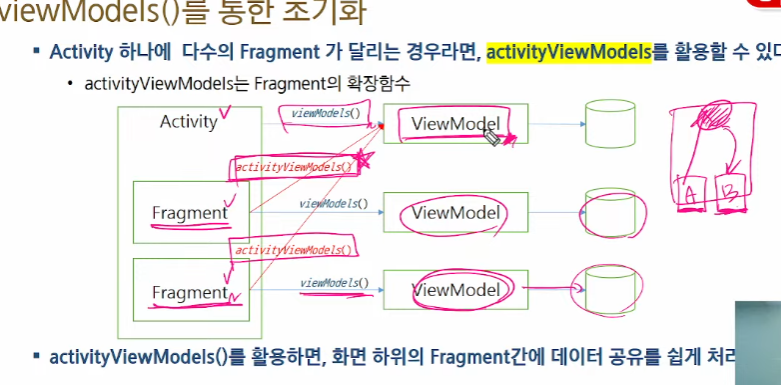 viewModels()를 통한 초기화
▪ Activity 하나에 다수의 Fragment 가 달리는 경우라면, activityViewModels를 활용할 수 있다
• activityViewModels는 Fragment의 확장함수
Activity
viewModels()
ViewModel
activityViewModels()
Fragment
viewModels()
ViewModel
activityViewModels()
Fragment
viewModels()
ViewModel
A B
▪ activityViewModels()를 활용하면, 화면 하위의 Fragment간에 데이터 공유를 쉽게 처리